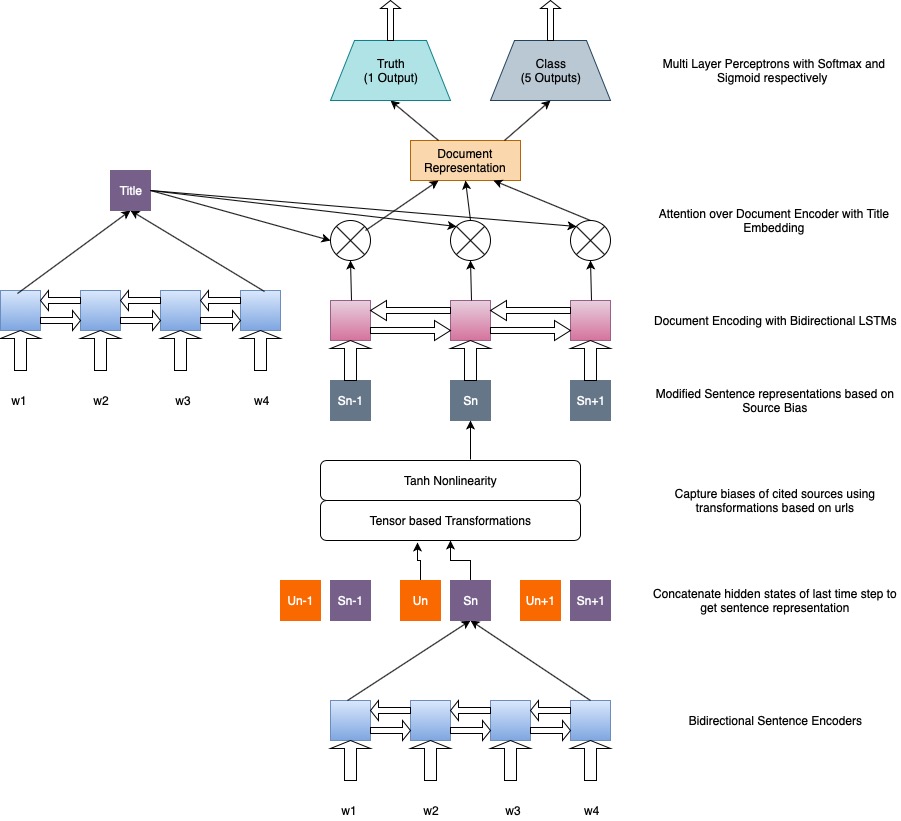 Truth
(1 Output)
Class
(5 Outputs)
Multi Layer Perceptrons with Softmax and
Sigmoid respectively
Document
Representation
Title
Attention over Document Encoder with Title
Embedding
Document Encoding with Bidirectional LSTMs
w1
w2
w3
w4
Sn-1
Sn
Sn+1
Modified Sentence representations based on
Source Bias
Tanh Nonlinearity
Tensor based Transformations
Capture biases of cited sources using
transformations based on urls
Un-1
Sn-1
Un
Sn
Un+1
Sn+1
Concatenate hidden states of last time step to
get sentence representation
Bidirectional Sentence Encoders
w1
w2
w3
w4